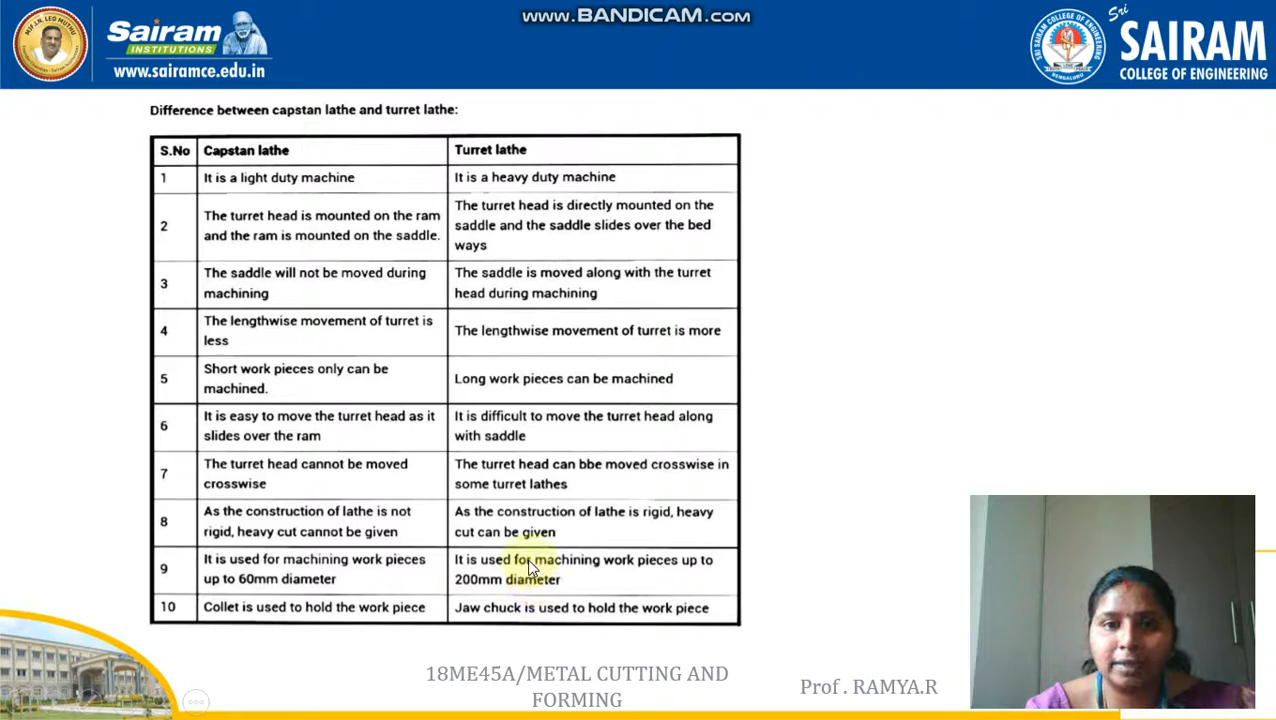 www.BANDICAM.com
MJF.LN. LEO MUTHU
Sairam
INSTITUTIONS
www.sairamce.edu.in
SRI SAIRAM COLLEGE OF ENGINEERING
BENGALURU
Sri
SAIRAM
COLLEGE OF ENGINEERING
Difference between capstan lathe and turret lathe:
S.No Capstan lathe Turret lathe
1 It is a light duty machine It is a heavy duty machine
2 The turret head is mounted on the ram
and the ram is mounted on the saddle.
The turret head is directly mounted on the
saddle and the saddle slides over the bed
ways
3 The saddle will not be moved during
machining
The saddle is moved along with the turret
head during machining
4 The lengthwise movement of turret is
less
The lengthwise movement of turret is more
5 Short work pieces only can be
machined.
Long work pieces can be machined
6 It is easy to move the turret head as it
slides over the ram
It is difficult to move the turret head along
with saddle
7 The turret head cannot be moved
crosswise
The turret head can bbe moved crosswise in
some turret lathes
8 As the construction of lathe is not
rigid, heavy cut cannot be given
As the construction of lathe is rigid, heavy
cut can be given
9 It is used for machining work pieces
up to 60mm diameter
It is used for machining work pieces up to
200mm diameter
10 Collet is used to hold the work piece Jaw chuck is used to hold the work piece
18ME45A/METAL CUTTING AND
FORMING
Prof . RAMYA.R